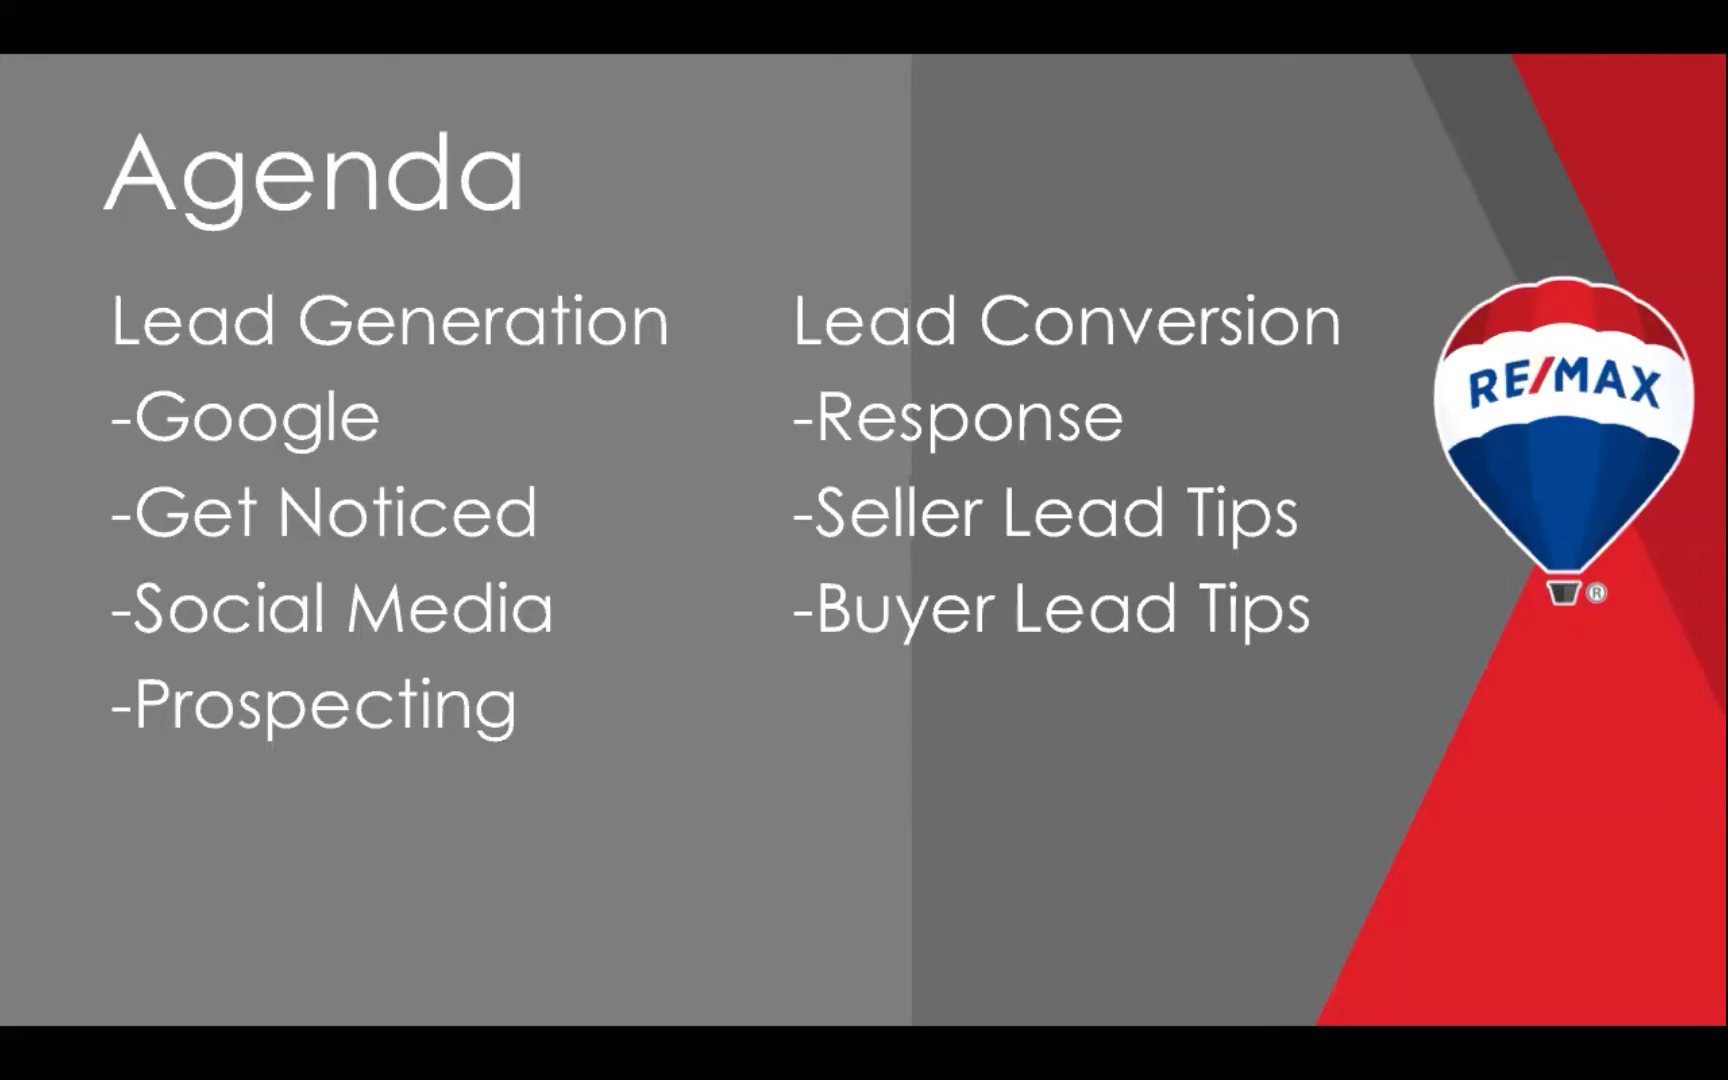 Agenda
Lead Generation
-Google
-Get Noticed
-Social Media
-Prospecting
Lead Conversion
-Response
-Seller Lead Tips
-Buyer Lead Tips
RE/MAX
®